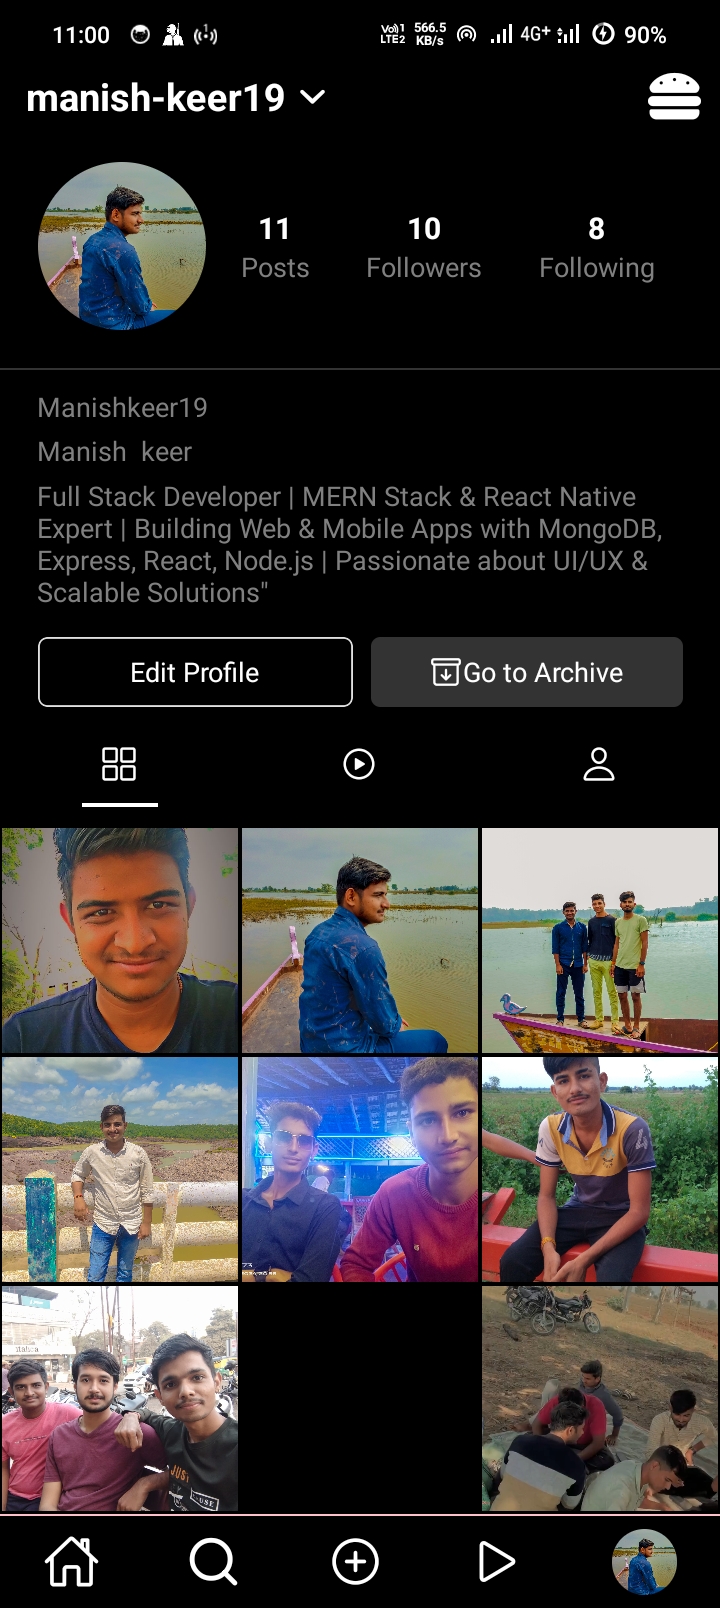 11:00
Vo)) 1
LTE2
566.5
KB/s
4G+
90%
manish-keer19
11
Posts
10
Followers
8
Following
Manishkeer19
Manish  keer
Full Stack Developer | MERN Stack & React Native
Expert | Building Web & Mobile Apps with MongoDB,
Express, React, Node.js | Passionate about UI/UX &
Scalable Solutions"
Edit Profile
Go to Archive
JUST